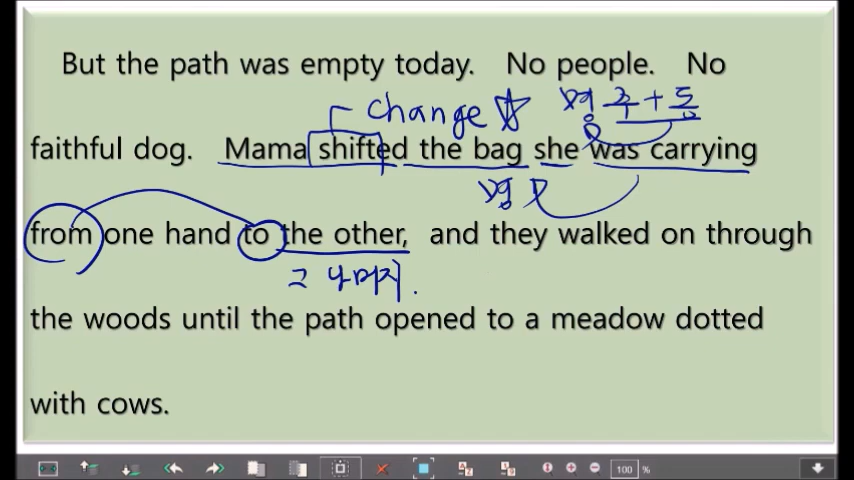 But the path was empty today. No people. No
change ☆ 명 주 + 동
faithful dog. Mama shifted the bag she was carrying
명
from one hand to the other, and they walked on through
그 나머지.
the woods until the path opened to a meadow dotted
with cows.
100 %